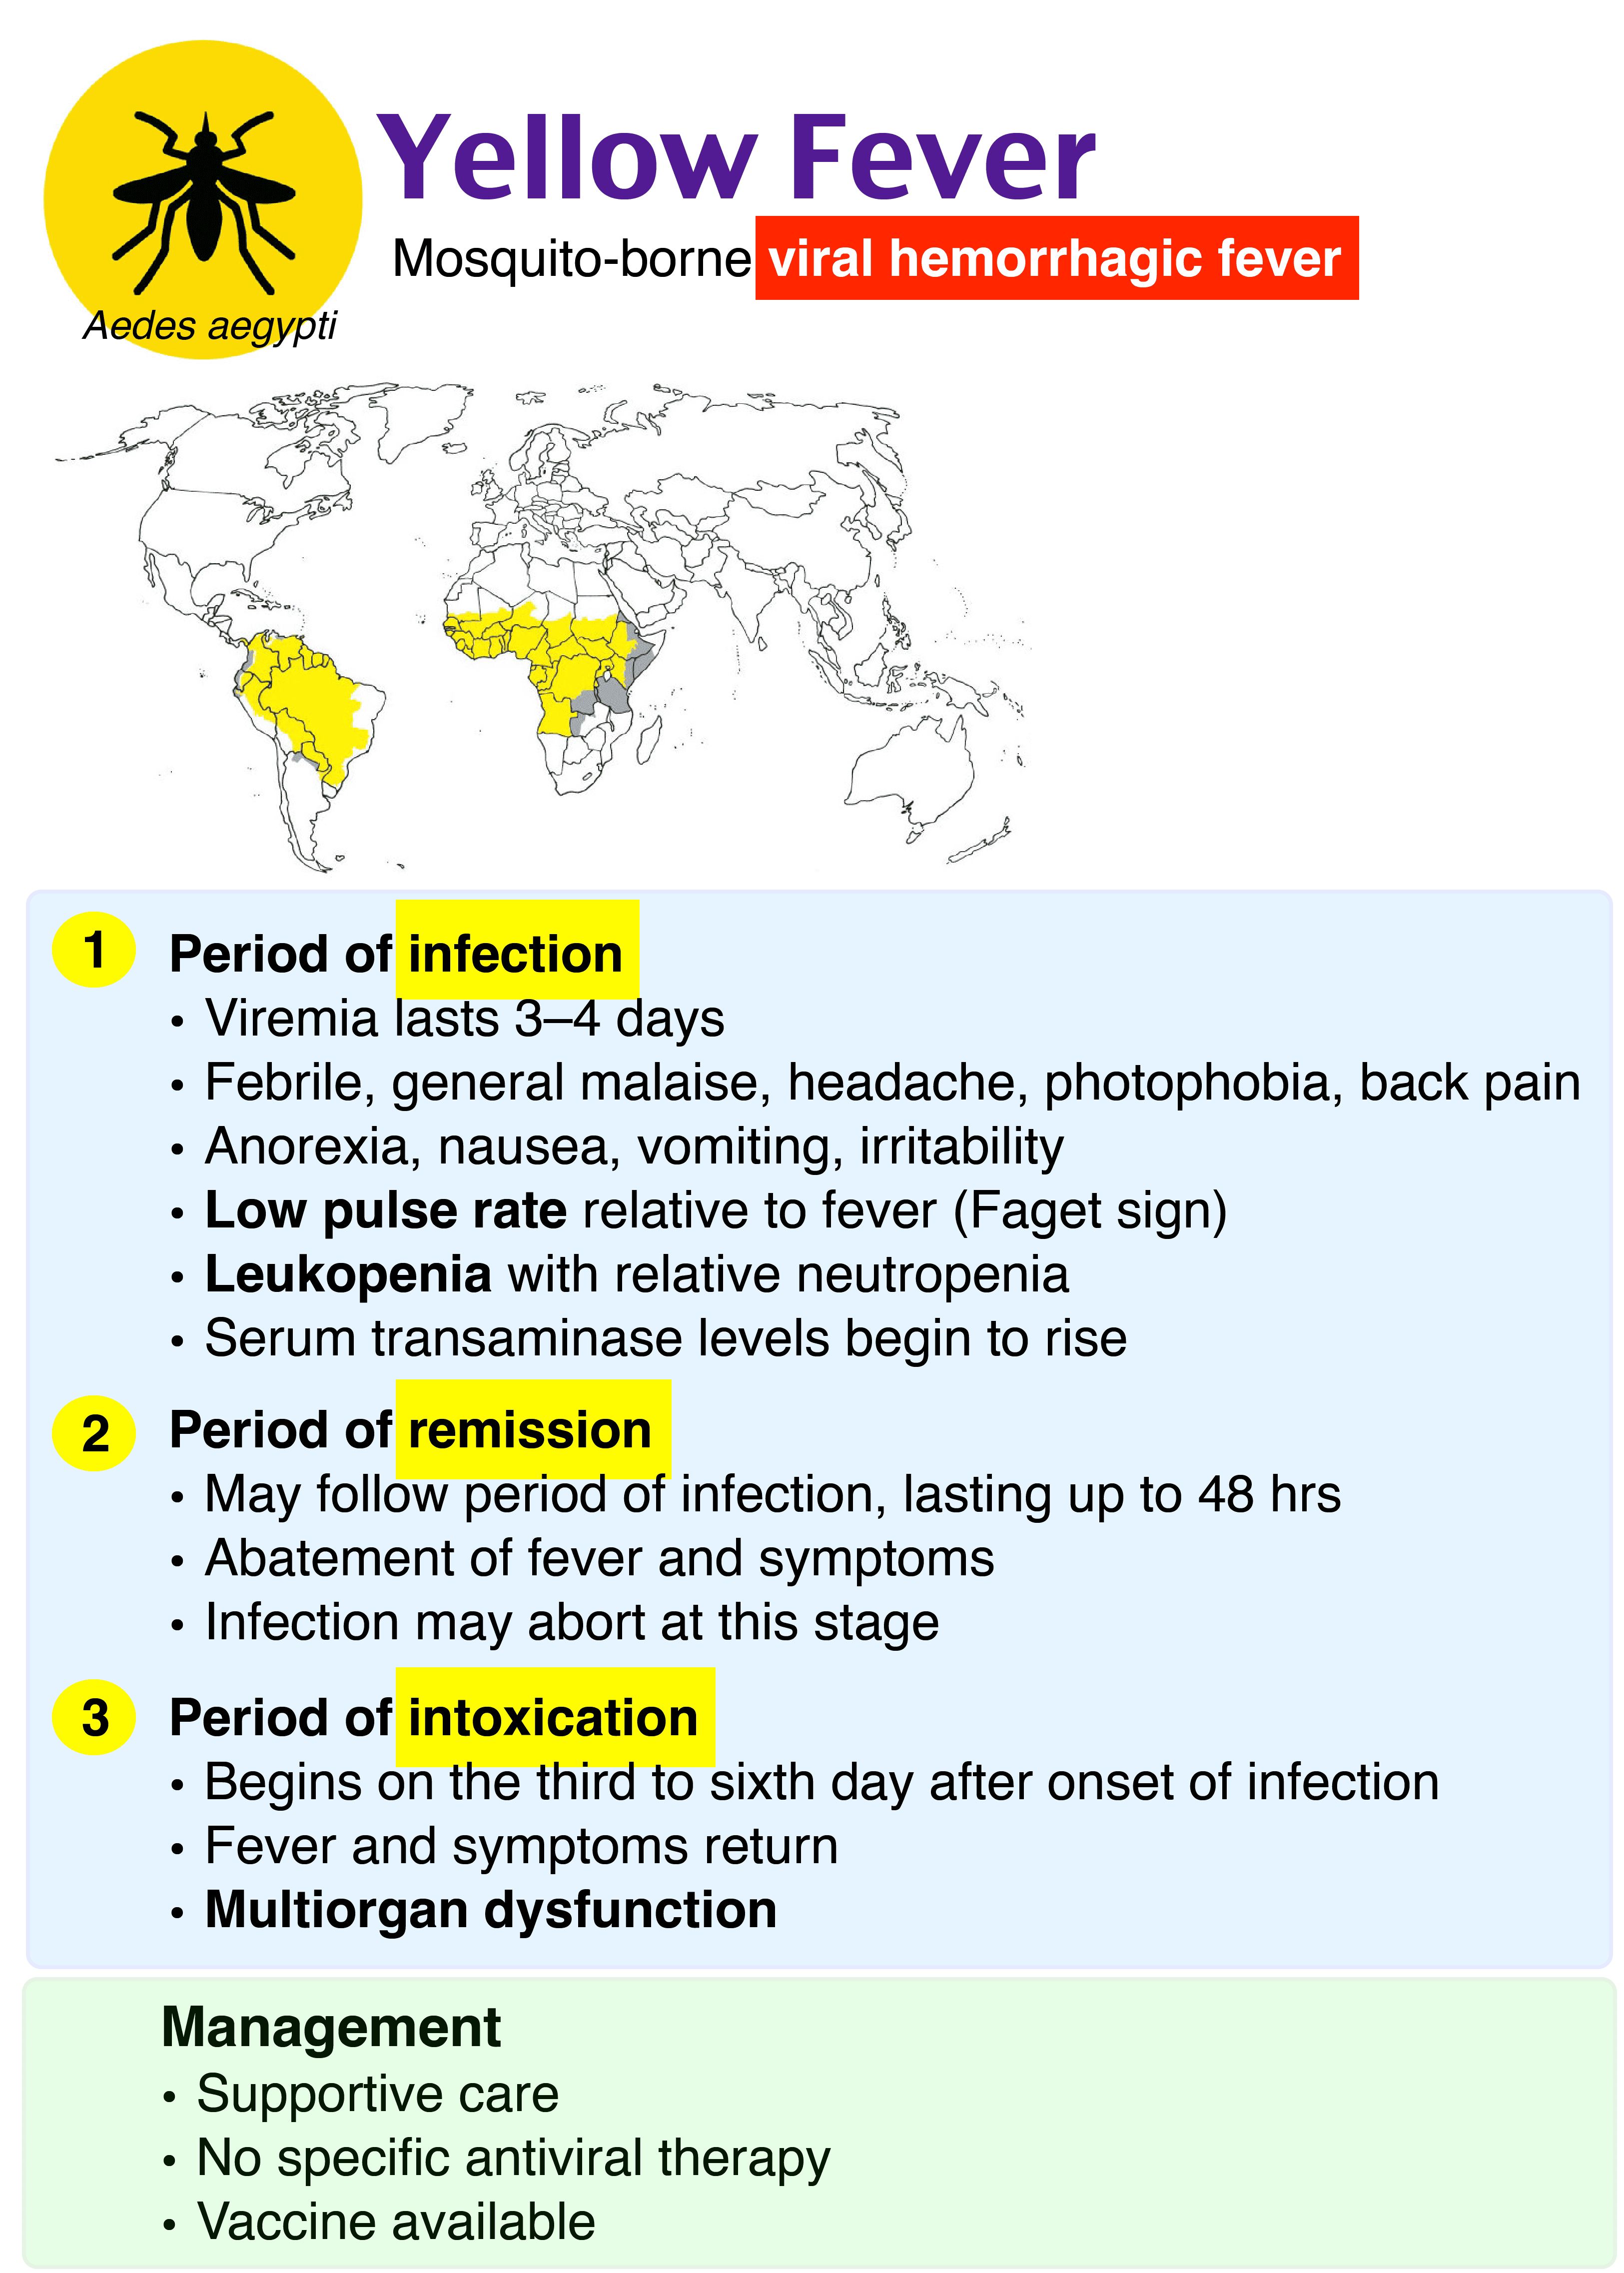 Yellow Fever
Mosquito-borne viral hemorrhagic fever
Aedes aegypti
1 Period of infection
• Viremia lasts 3–4 days
• Febrile, general malaise, headache, photophobia, back pain
• Anorexia, nausea, vomiting, irritability
• Low pulse rate relative to fever (Faget sign)
• Leukopenia with relative neutropenia
• Serum transaminase levels begin to rise
2 Period of remission
• May follow period of infection, lasting up to 48 hrs
• Abatement of fever and symptoms
• Infection may abort at this stage
3 Period of intoxication
• Begins on the third to sixth day after onset of infection
• Fever and symptoms return
• Multiorgan dysfunction
Management
• Supportive care
• No specific antiviral therapy
• Vaccine available